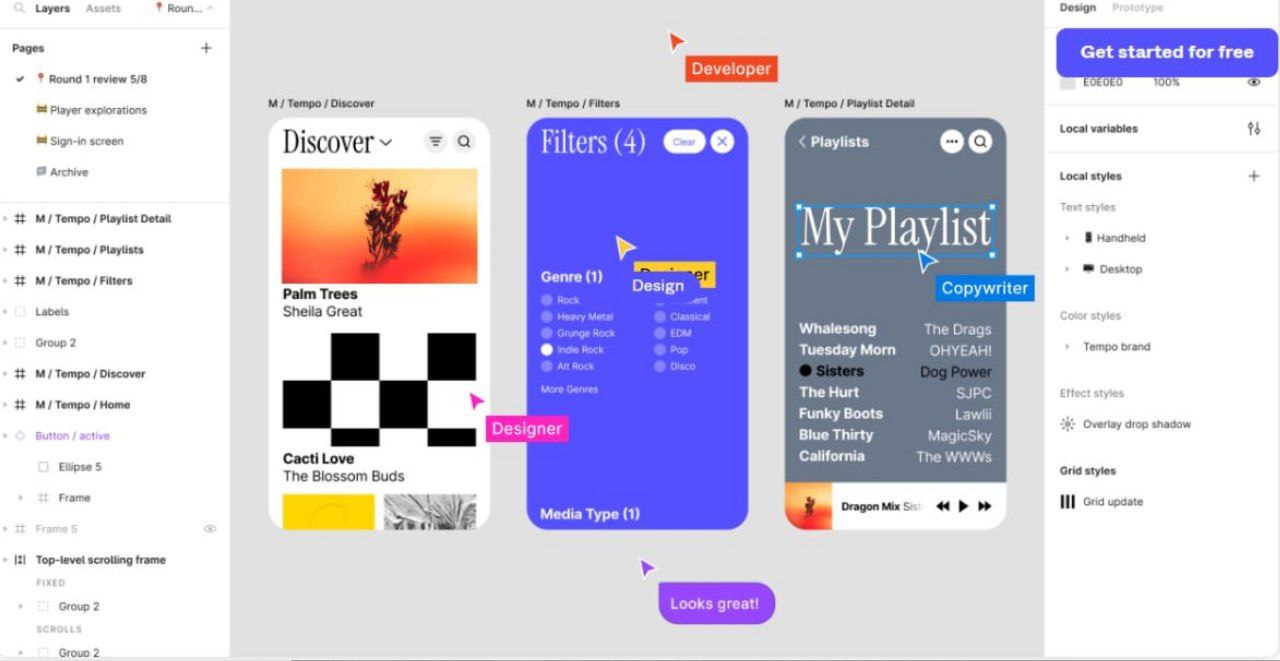 Layers Assets Roun...
Pages
Round 1 review 5/8
Player explorations
Sign-in screen
Archive
M / Tempo / Playlist Detail
M / Tempo / Playlists
M / Tempo / Filters
Labels
Group 2
M / Tempo / Discover
M / Tempo / Home
Button / active
Ellipse 5
Frame
Frame 5
Top-level scrolling frame
FIXED
Group 2
SCROLLS
Group 2
Developer
M / Tempo / Discover
Discover
Palm Trees
Sheila Great
Cacti Love
The Blossom Buds
Designer
M / Tempo / Filters
Filters (4) Clear
Genre (1)
Designer
Design
Rock
Heavy Metal Classical
Grunge Rock EDM
Indie Rock Pop
Alt Rock Disco
More Genres
Media Type (1)
Looks great!
M / Tempo / Playlist Detail
Playlists
My Playlist
Copywriter
Whalesong The Drags
Tuesday Morn OHYEAH!
Sisters Dog Power
The Hurt SJPC
Funky Boots Lawlii
Blue Thirty MagicSky
California The WWWs
Dragon Mix Sist
Design Prototype
Get started for free
E0E0E0 100%
Local variables
Local styles
Text styles
Handheld
Desktop
Color styles
Tempo brand
Effect styles
Overlay drop shadow
Grid styles
Grid update